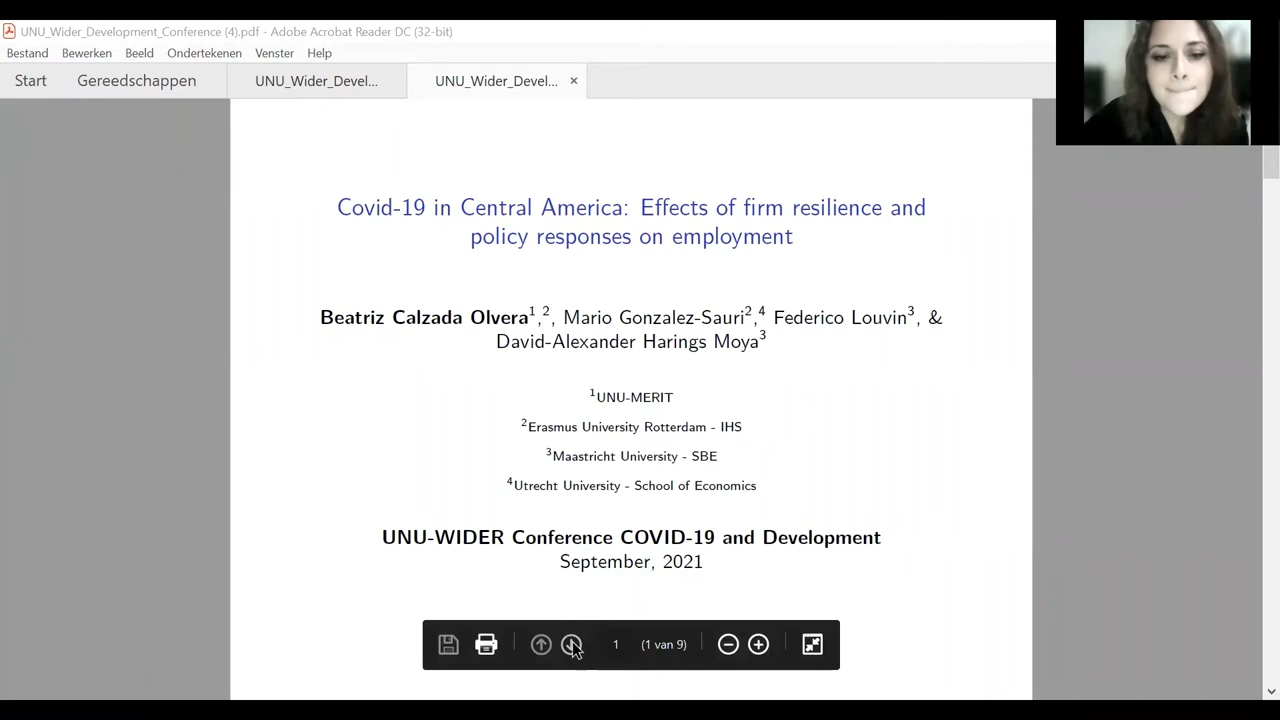 UNU_Wider_Development_Conference (4).pdf - Adobe Acrobat Reader DC (32-bit)
Bestand Bewerken Beeld Ondertekenen Venster Help
Start Gereedschappen UNU_Wider_Devel... UNU_Wider_Devel... ×
Covid-19 in Central America: Effects of firm resilience and
policy responses on employment
Beatriz Calzada Olvera1,2, Mario Gonzalez-Sauri2,4 Federico Louvin3, &
David-Alexander Harings Moya3
1UNU-MERIT
2Erasmus University Rotterdam - IHS
3Maastricht University - SBE
4Utrecht University - School of Economics
UNU-WIDER Conference COVID-19 and Development
September, 2021
1 (1 van 9)